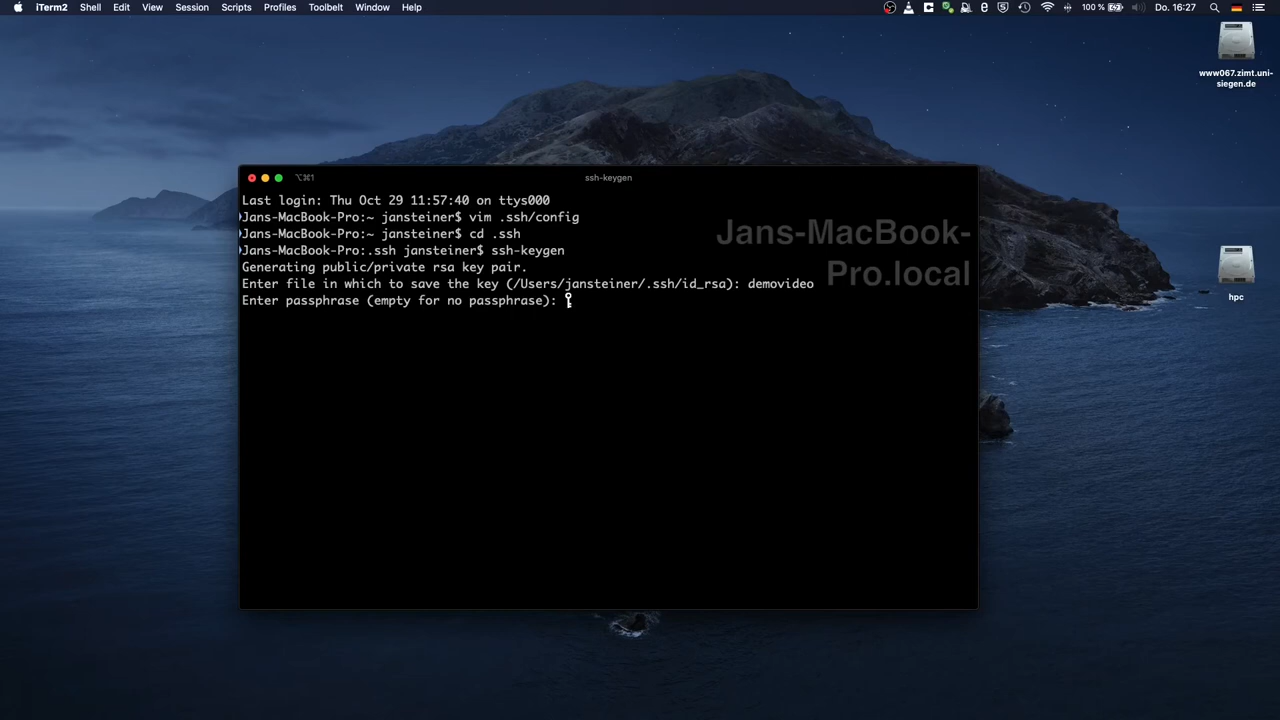 iTerm2 Shell Edit View Session Scripts Profiles Toolbelt Window Help
100 % Do. 16:27
www067.zimt.uni-
siegen.de
⌥⌘1 ssh-keygen
Last login: Thu Oct 29 11:57:40 on ttys000
Jans-MacBook-Pro:~ jansteiner$ vim .ssh/config
Jans-MacBook-Pro:~ jansteiner$ cd .ssh
Jans-MacBook-Pro:.ssh jansteiner$ ssh-keygen
Generating public/private rsa key pair.
Enter file in which to save the key (/Users/jansteiner/.ssh/id_rsa): demovideo
Enter passphrase (empty for no passphrase):
Jans-MacBook-
Pro.local
hpc